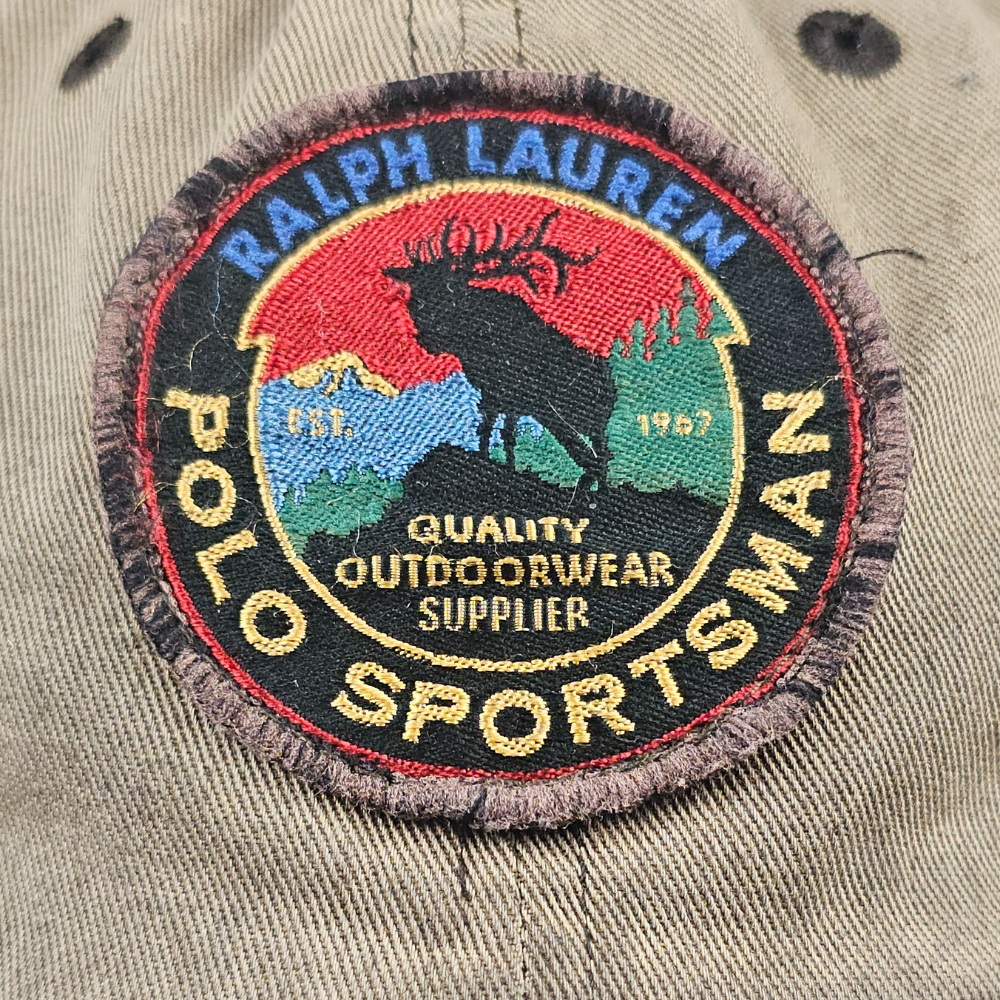 RALPH LAUREN
EST. 1967
QUALITY
OUTDOORWEAR
SUPPLIER
POLO SPORTSMAN